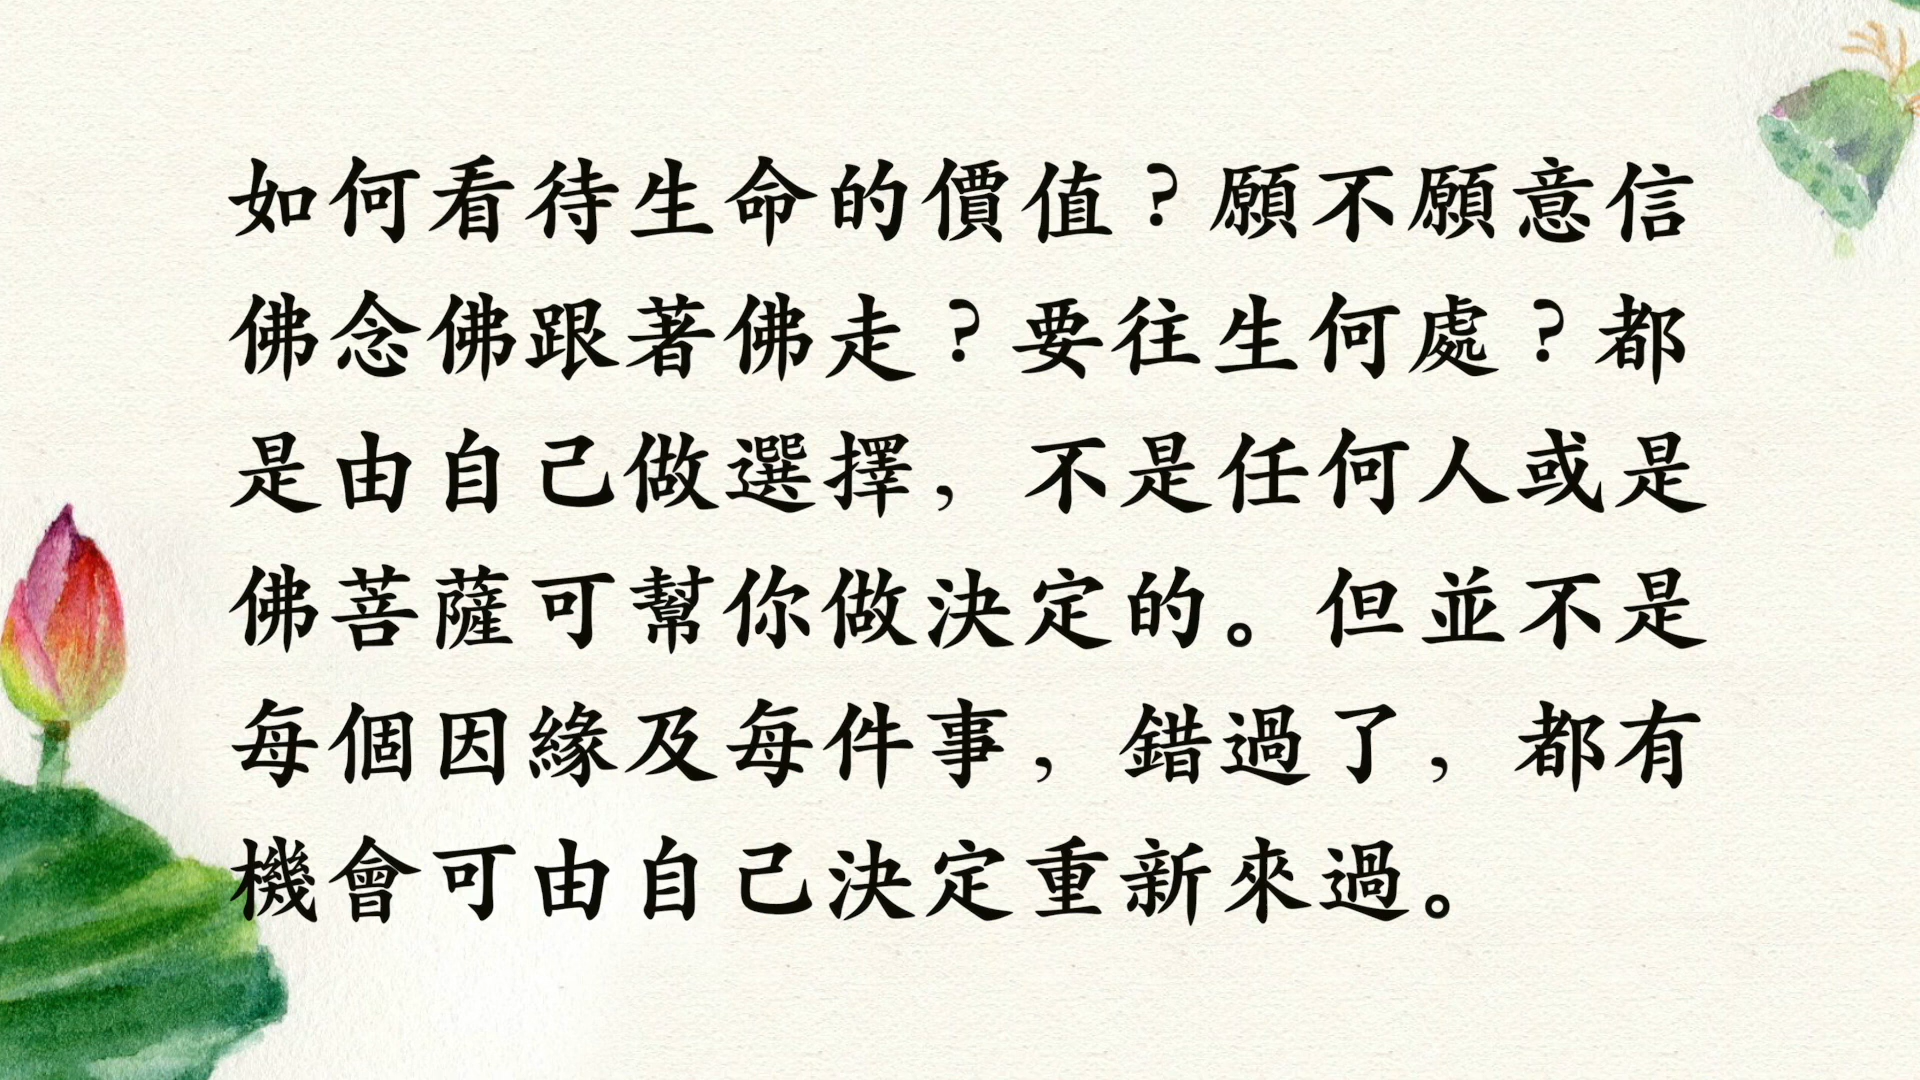 如何看待生命的價值？願不願意信
佛念佛跟著佛走？要往生何處？都
是由自己做選擇，不是任何人或是
佛菩薩可幫你做決定的。但並不是
每個因緣及每件事，錯過了，都有
機會可由自己決定重新來過。